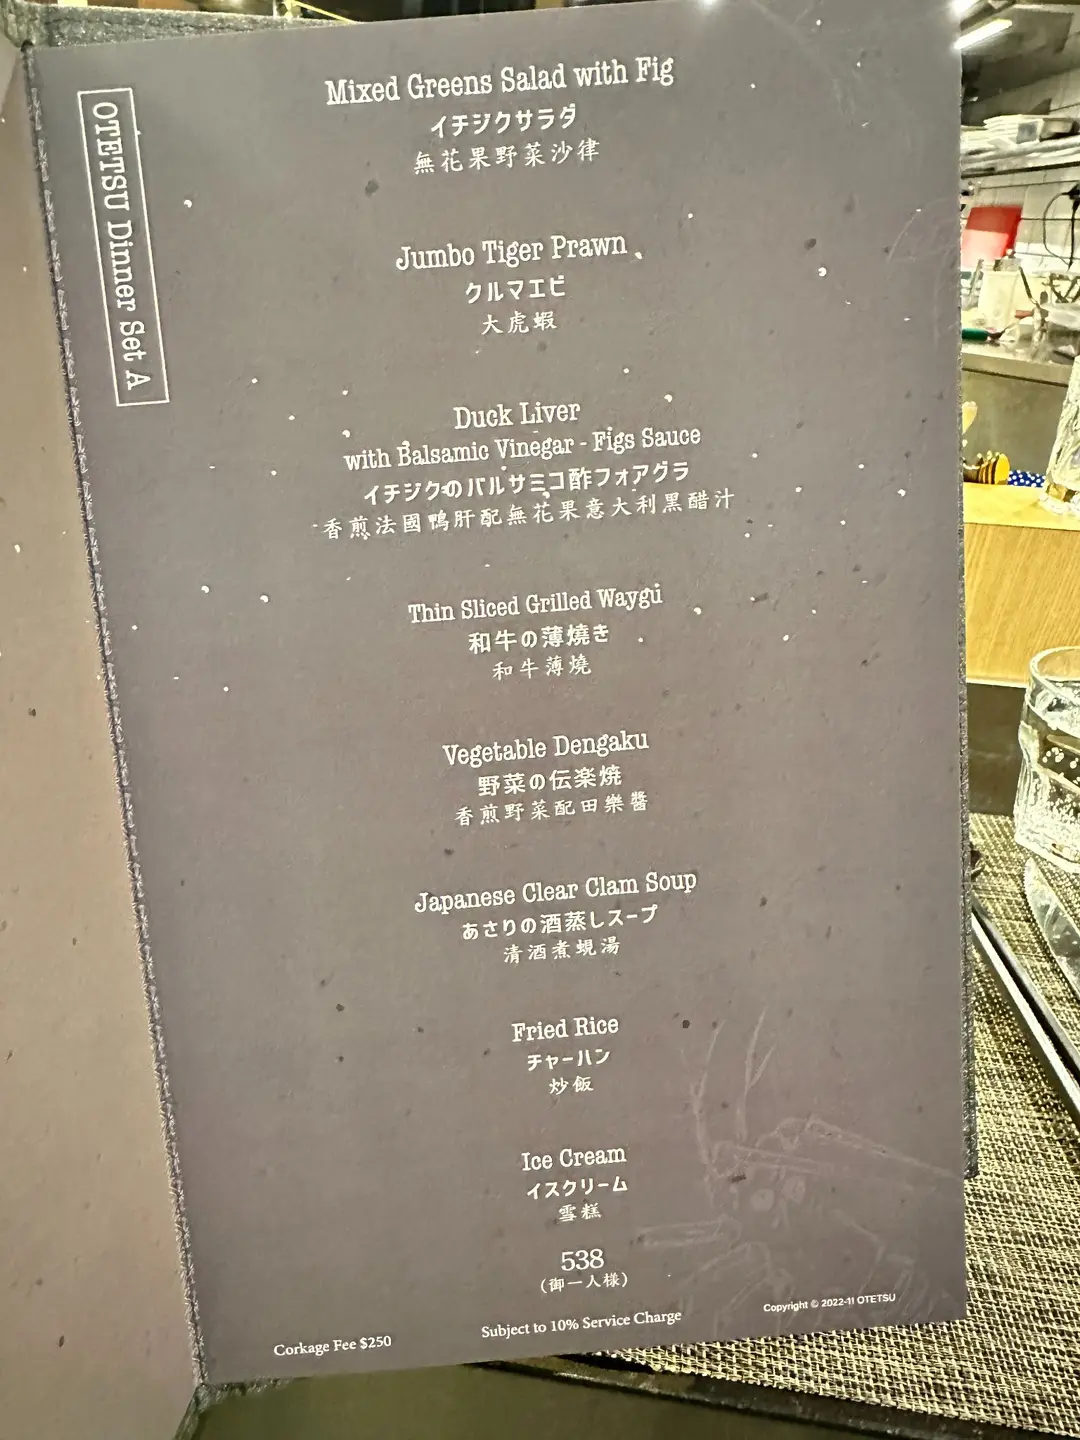 OTETSU Dinner Set A
Mixed Greens Salad with Fig
イチジクサラダ
無花果野菜沙律
Jumbo Tiger Prawn
クルマエビ
大虎蝦
Duck Liver
with Balsamic Vinegar - Figs Sauce
イチジクのバルサミコ酢フォアグラ
香煎法國鴨肝配無花果意大利黑醋汁
Thin Sliced Grilled Waygu
和牛の薄燒き
和牛薄燒
Vegetable Dengaku
野菜の伝楽焼
香煎野菜配田樂醬
Japanese Clear Clam Soup
あさりの酒蒸しスープ
清酒煮蜆湯
Fried Rice
チャーハン
炒飯
Ice Cream
イスクリーム
雪糕
538
(御一人様)
Corkage Fee $250
Subject to 10% Service Charge
Copyright © 2022-11 OTETSU